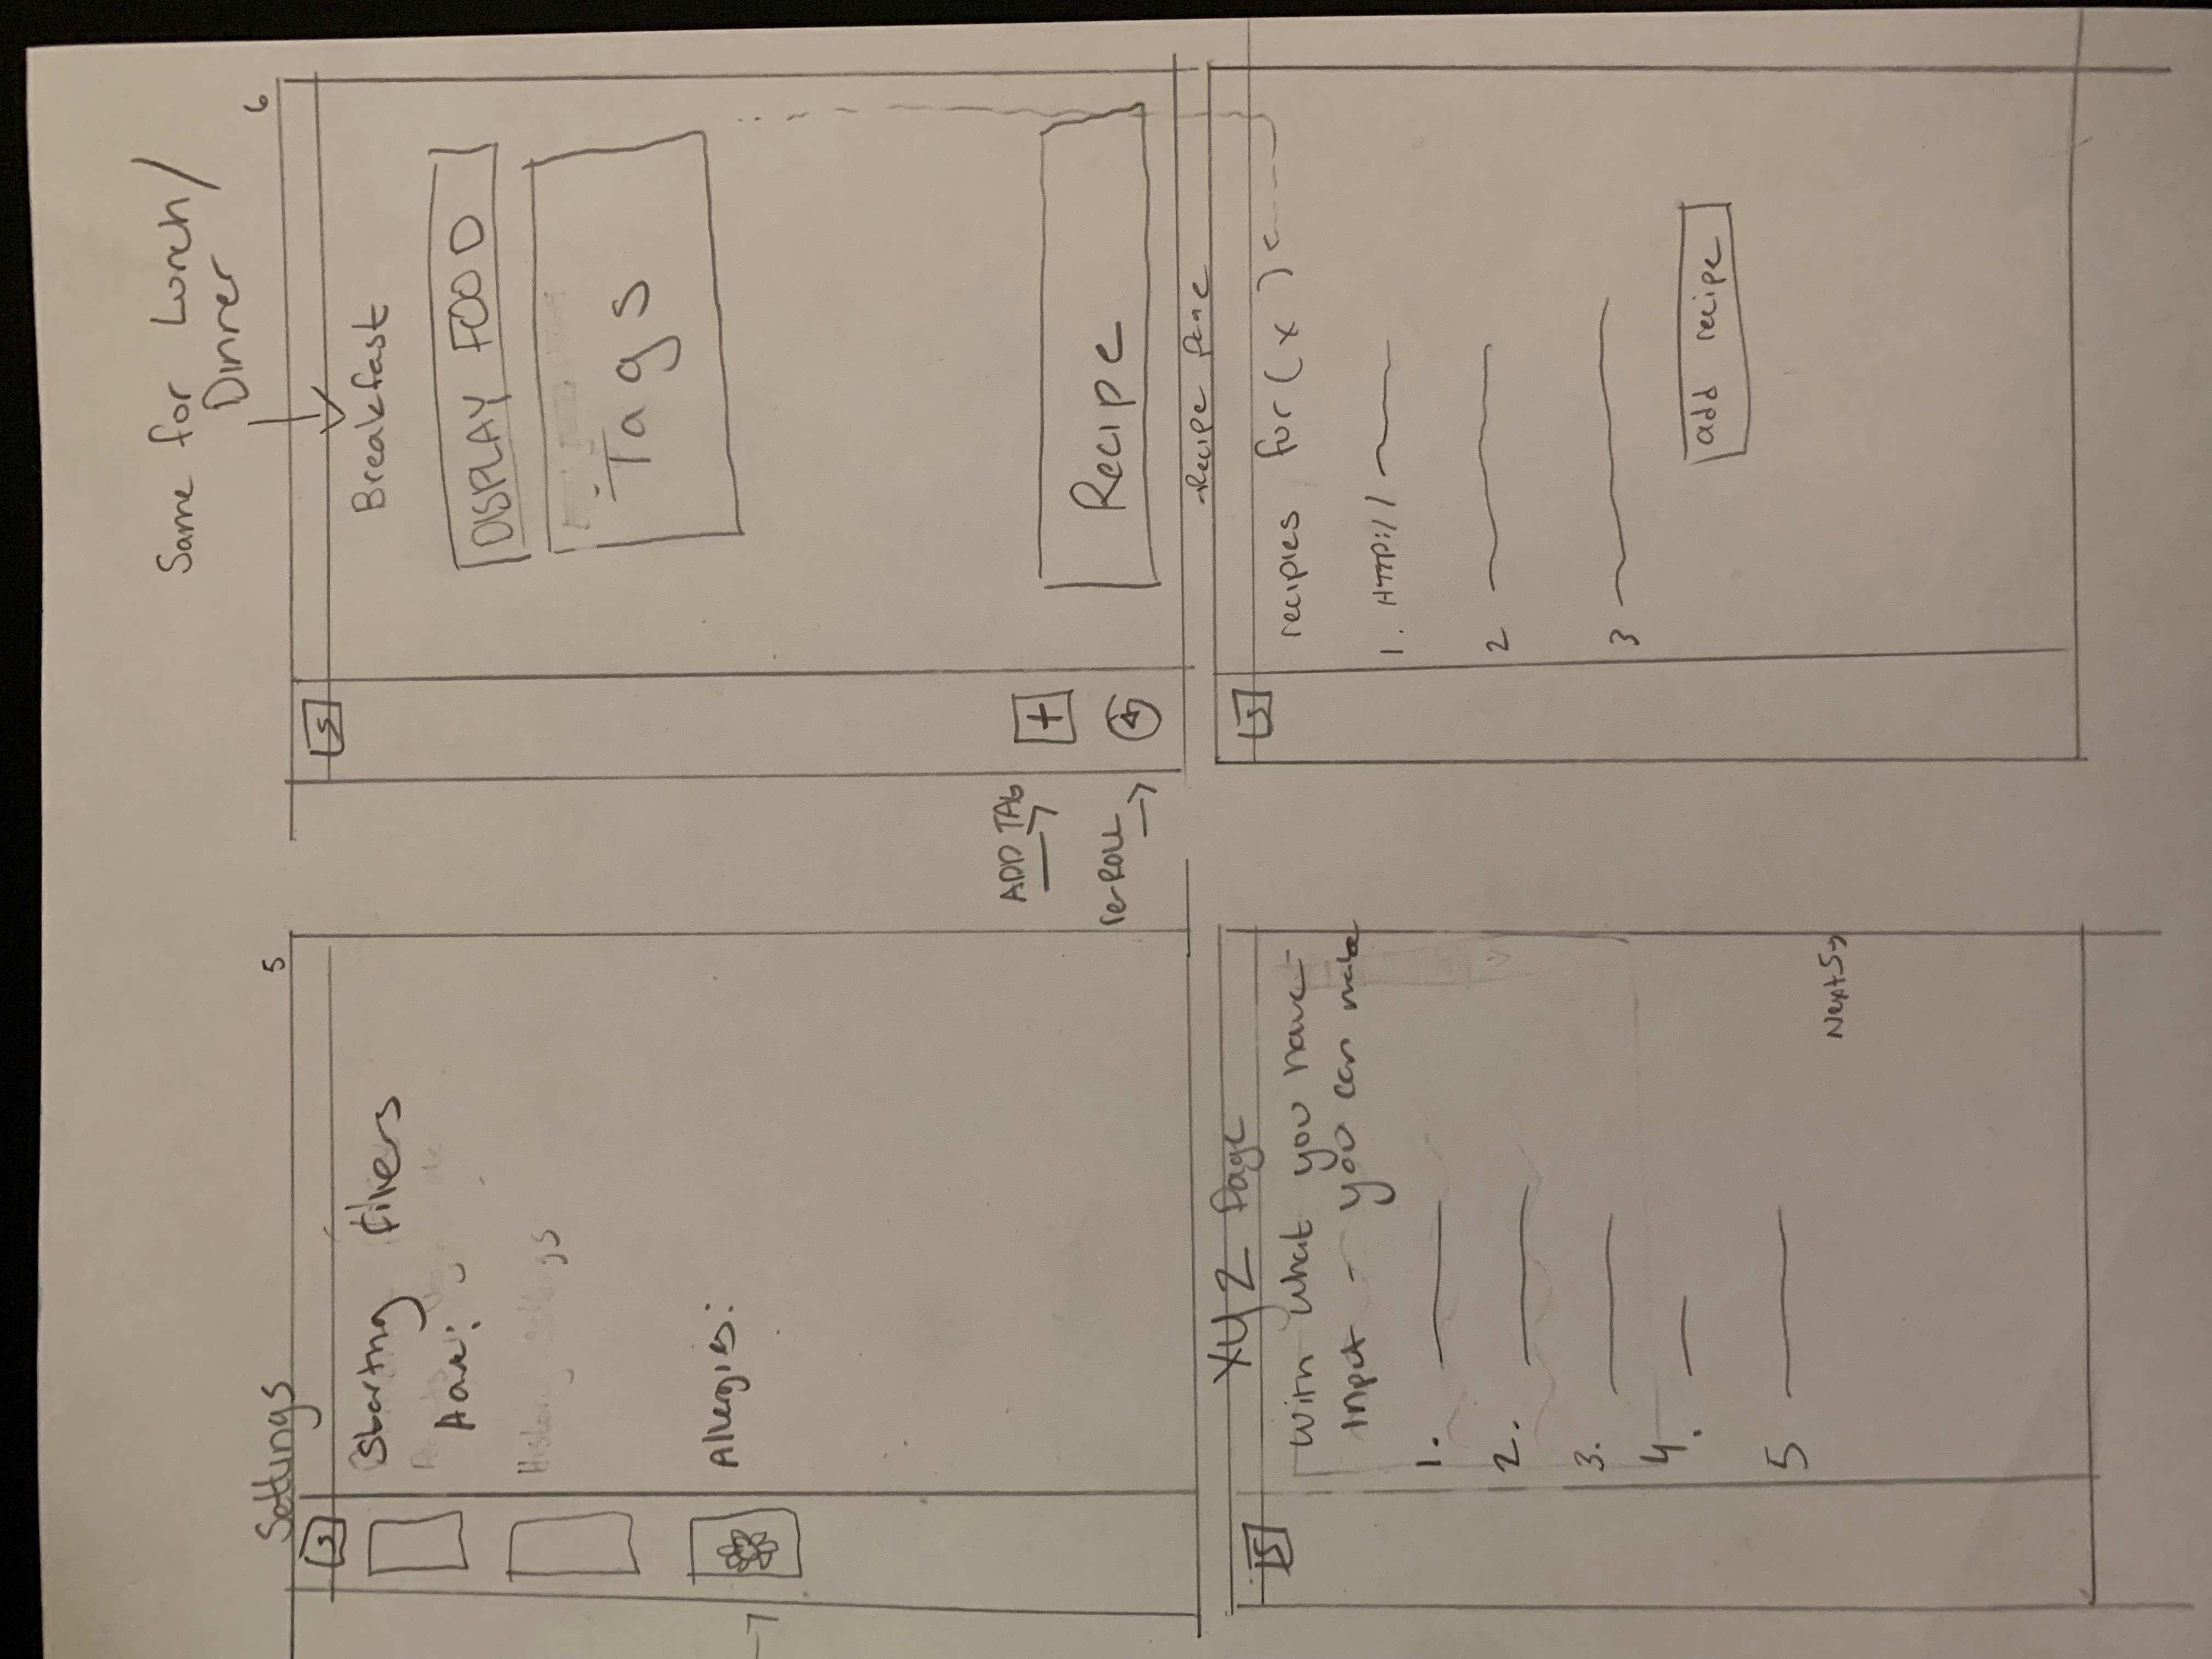 Settings
5
S
Starting filters
Allergies:
Same for Lunch/
Dinner
6
S
Breakfast
DISPLAY FOOD
Tags
+
ADD TAG
re-ROLL
Recipe
XYZ Page
S
With what you have
input - you can make
1.
2.
3.
4.
5
Next 5
Recipe Page
S
recipies for (x)
1. HTTP://
2
3
add recipe